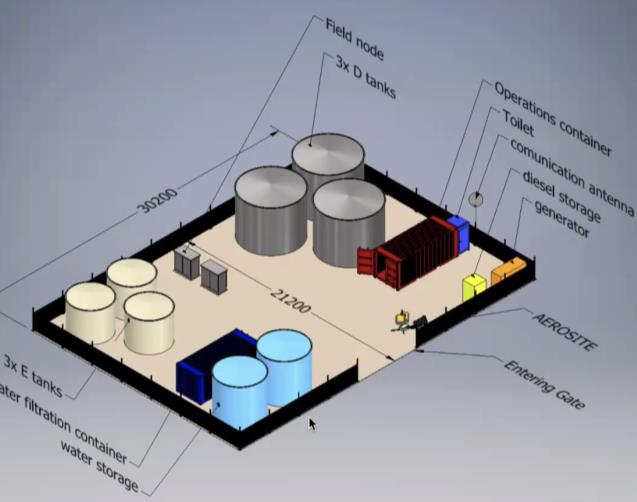 Field node
3x D tanks
Operations container
Toilet
comunication antenna
diesel storage
generator
30200
21200
AEROSITE
Entering Gate
3x E tanks
filtration container
water storage